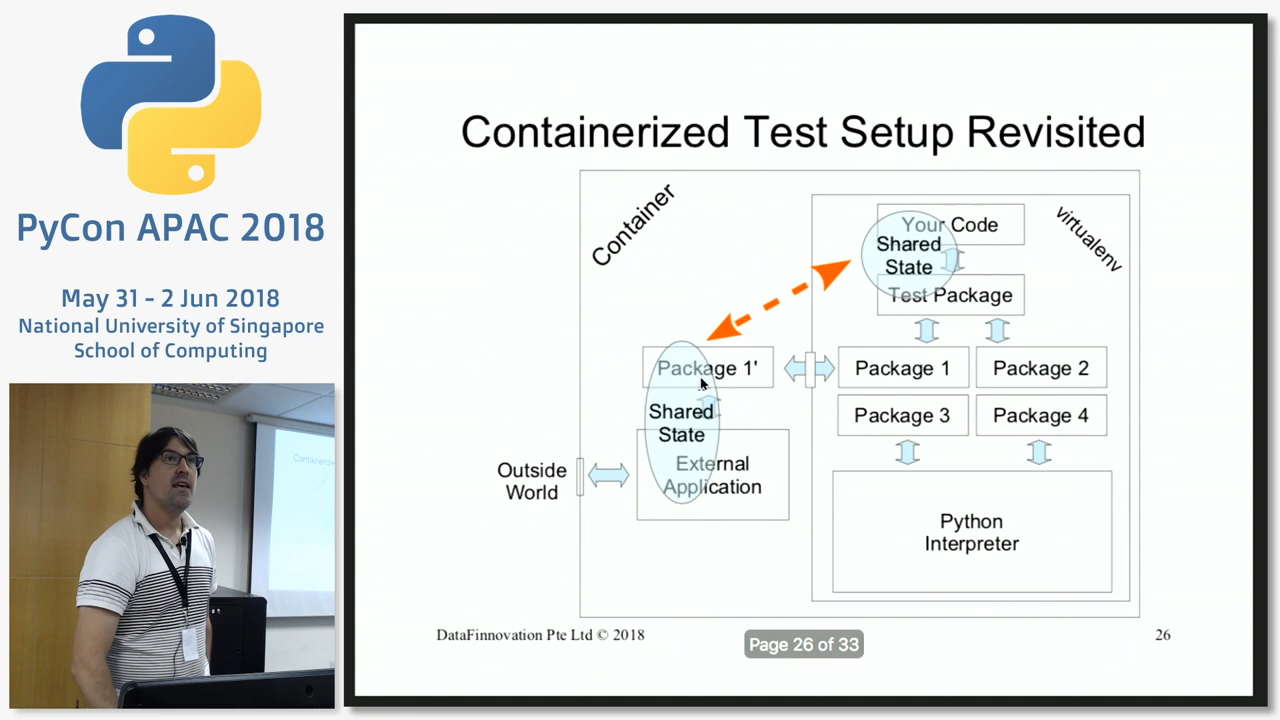 PyCon APAC 2018
May 31 - 2 Jun 2018
National University of Singapore
School of Computing
Containerized Test Setup Revisited
Container
virtualenv
Your Code
Shared
State
Test Package
Package 1'
Package 1
Package 2
Shared
State
Package 3
Package 4
External
Application
Outside
World
Python
Interpreter
DataFinnovation Pte Ltd © 2018
Page 26 of 33
26